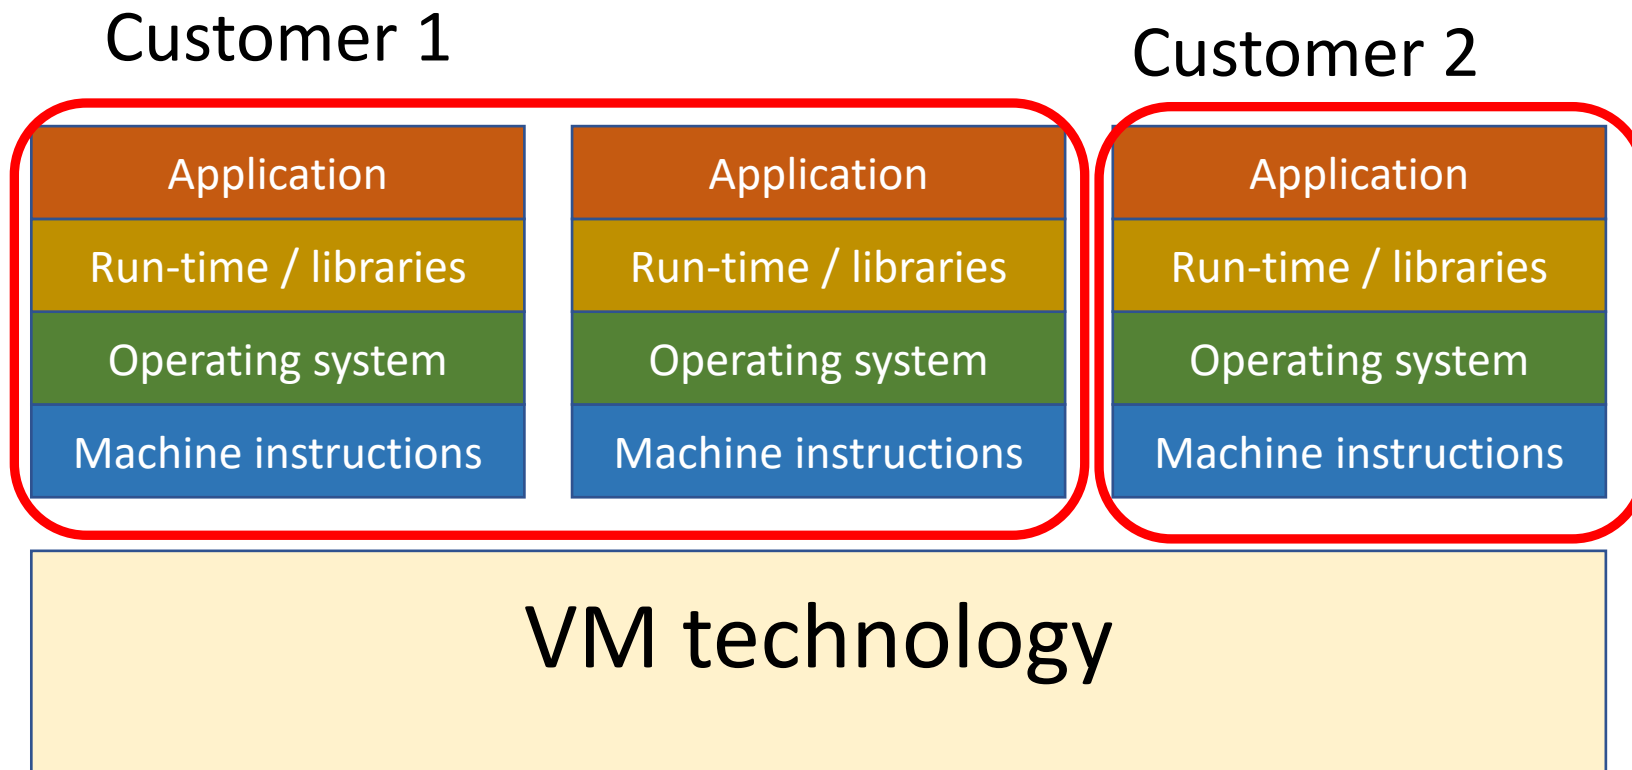 Customer 1
Customer 2
Application
Run-time / libraries
Operating system
Machine instructions
Application
Run-time / libraries
Operating system
Machine instructions
Application
Run-time / libraries
Operating system
Machine instructions
VM technology